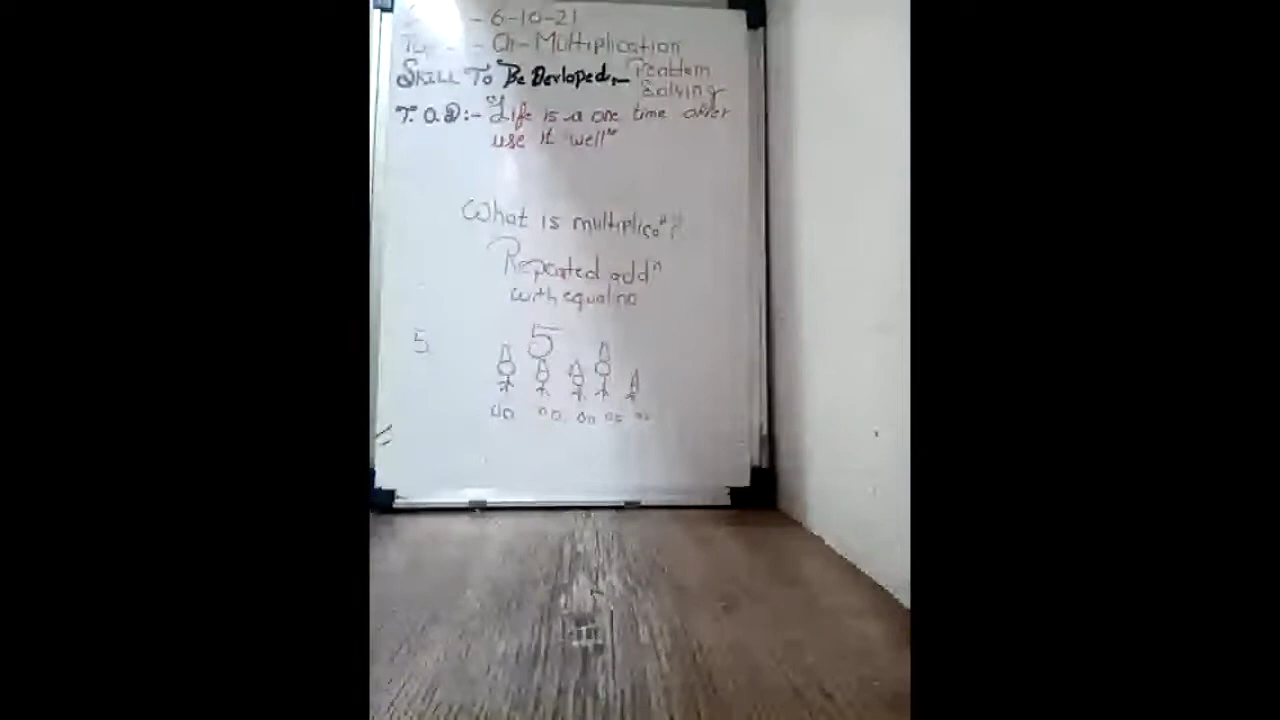 - 6-10-21
- Ch- Multiplication
SKILL TO BE Devloped:- Problem
Solving
T.O.D:- "Life is a one time offer
use it well"
What is multiplicaⁿ?
Repeated addⁿ
with equal no
5
5